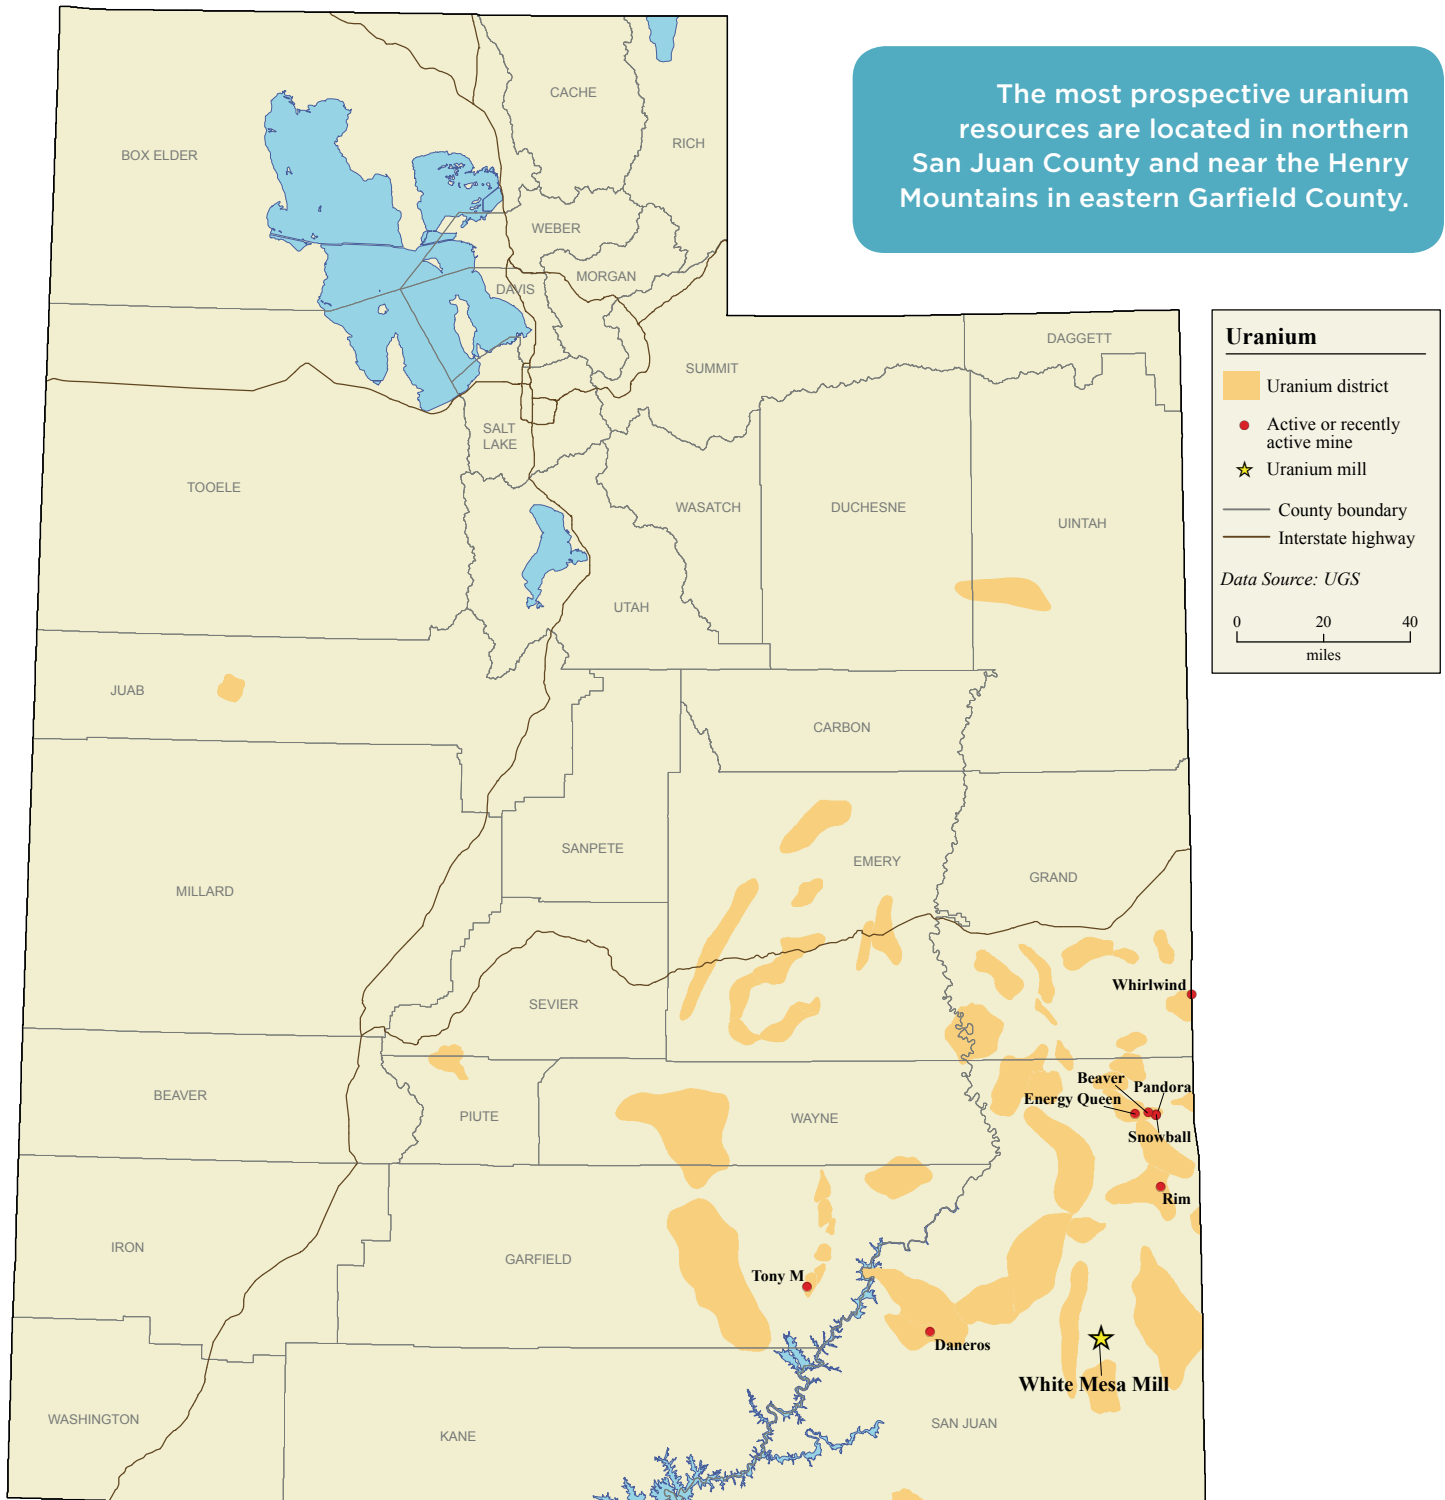 The most prospective uranium
resources are located in northern
San Juan County and near the Henry
Mountains in eastern Garfield County.
CACHE
RICH
BOX ELDER
WEBER
MORGAN
DAVIS
DAGGETT
SUMMIT
SALT
LAKE
TOOELE
WASATCH
DUCHESNE
UINTAH
UTAH
JUAB
CARBON
SANPETE
EMERY
GRAND
MILLARD
SEVIER
Whirlwind
BEAVER
PIUTE
WAYNE
Beaver
Pandora
Energy Queen
Snowball
Rim
IRON
GARFIELD
Tony M
Daneros
White Mesa Mill
WASHINGTON
KANE
SAN JUAN
Uranium
Uranium district
Active or recently
active mine
Uranium mill
County boundary
Interstate highway
Data Source: UGS
0 20 40
miles